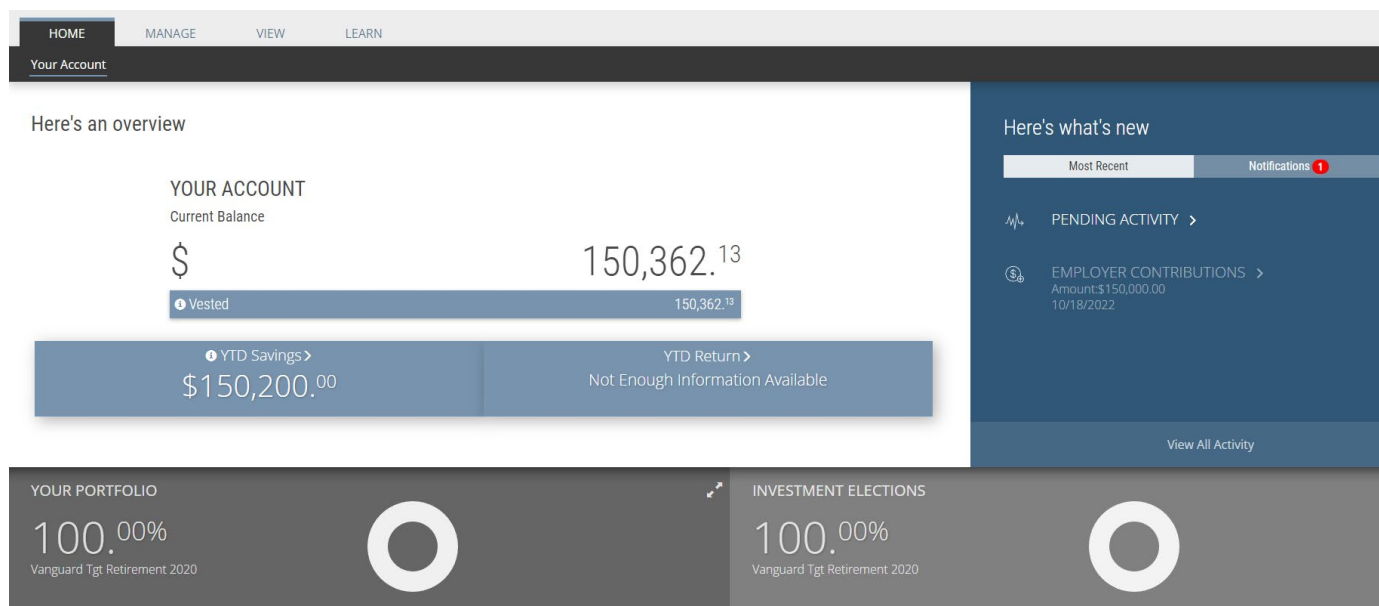 HOME MANAGE VIEW LEARN
Your Account
Here's an overview
YOUR ACCOUNT
Current Balance
$ 150,362.13
Vested 150,362.13
YTD Savings
$150,200.00
YTD Return
Not Enough Information Available
Here's what's new
Most Recent Notifications 1
PENDING ACTIVITY
EMPLOYER CONTRIBUTIONS
Amount:$150,000.00
10/18/2022
View All Activity
YOUR PORTFOLIO
100.00%
Vanguard Tgt Retirement 2020
INVESTMENT ELECTIONS
100.00%
Vanguard Tgt Retirement 2020